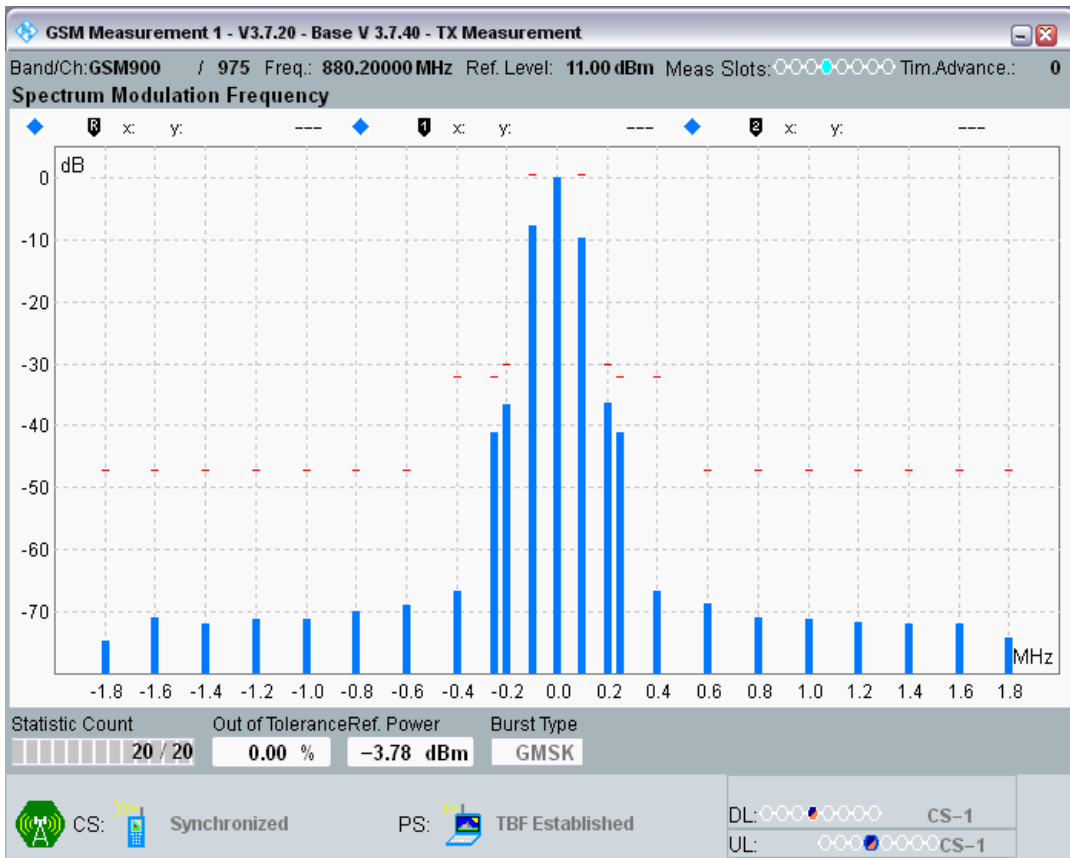 GSM Measurement 1 - V3.7.20 - Base V 3.7.40 - TX Measurement
Band/Ch:GSM900 / 975 Freq.: 880.20000 MHz Ref. Level: 11.00 dBm Meas Slots: Tim.Advance.: 0
Spectrum Modulation Frequency
R x: y: --- 1 x: y: --- 2 x: y: ---
dB
0
-10
-20
-30
-40
-50
-60
-70
MHz
-1.8 -1.6 -1.4 -1.2 -1.0 -0.8 -0.6 -0.4 -0.2 0.0 0.2 0.4 0.6 0.8 1.0 1.2 1.4 1.6 1.8
Statistic Count Out of Tolerance Ref. Power Burst Type
20 / 20 0.00 % −3.78 dBm GMSK
CS: Synchronized PS: TBF Established
DL: CS−1
UL: CS−1